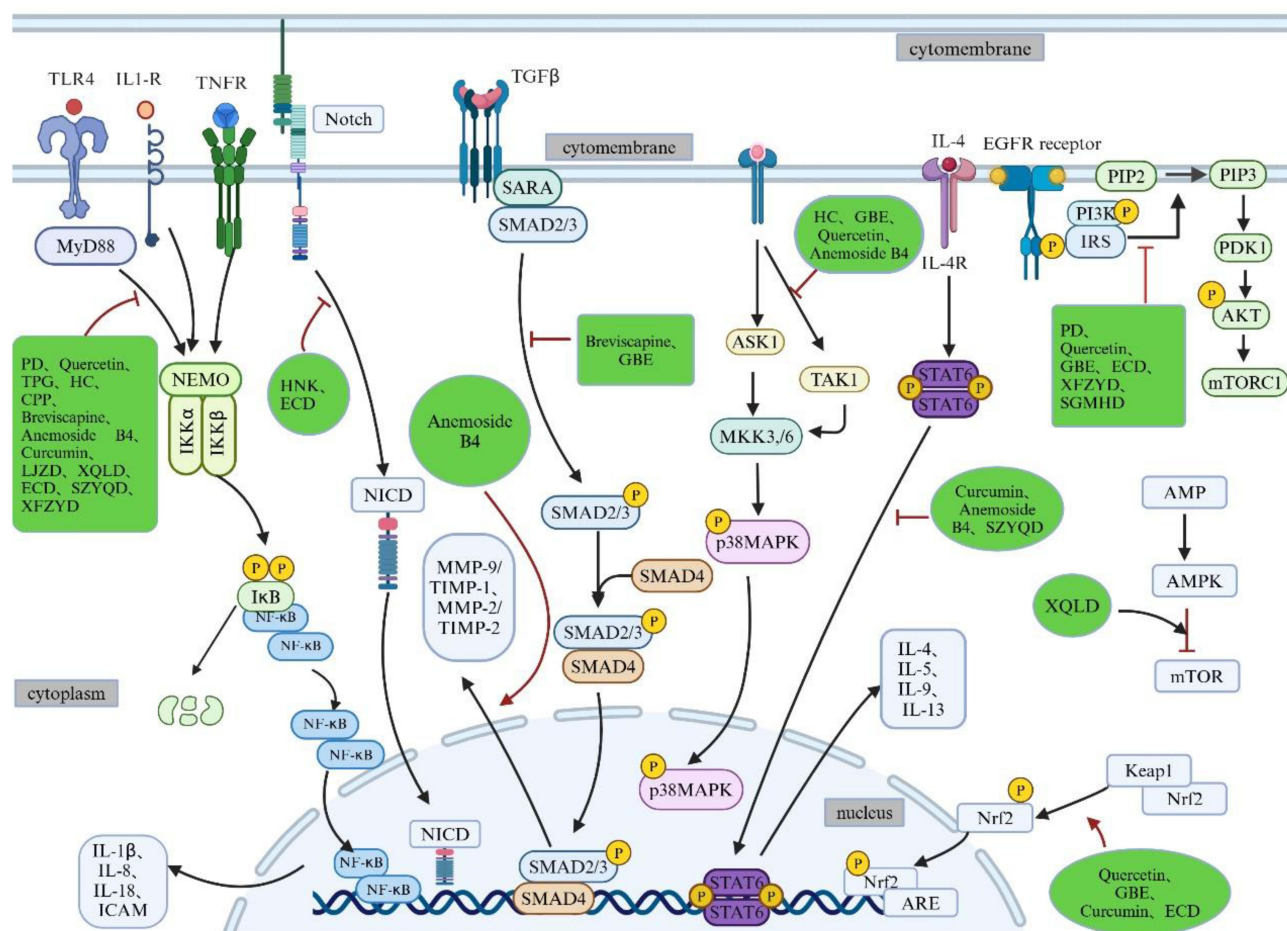 cytomembrane
TLR4
IL1-R
TNFR
Notch
TGFβ
cytomembrane
IL-4
EGFR receptor
PIP2
PIP3
SARA
SMAD2/3
MyD88
HC、GBE、
Quercetin、
Anemoside B4
IL-4R
PI3K
P
IRS
P
PDK1
P
AKT
mTORC1
PD、Quercetin、
TPG、HC、
CPP、
Breviscapine、
Anemoside B4、
Curcumin、
LJZD、XQLD、
ECD、SZYQD、
XFZYD
NEMO
IKKα
IKKβ
HNK、
ECD
Breviscapine、
GBE
ASK1
TAK1
MKK3,/6
STAT6
P
P
STAT6
PD、
Quercetin、
GBE、ECD、
XFZYD、
SGMHD
Anemoside
B4
NICD
SMAD2/3
P
P
p38MAPK
Curcumin、
Anemoside
B4、SZYQD
AMP
AMPK
XQLD
mTOR
P
P
IκB
NF-κB
NF-κB
MMP-9/
TIMP-1、
MMP-2/
TIMP-2
SMAD4
SMAD2/3
P
SMAD4
IL-4、
IL-5、
IL-9、
IL-13
cytoplasm
NF-κB
NF-κB
P
p38MAPK
nucleus
Keap1
Nrf2
P
Nrf2
IL-1β、
IL-8、
IL-18、
ICAM
NF-κB
NF-κB
NICD
SMAD2/3
P
SMAD4
STAT6
P
P
STAT6
P
Nrf2
ARE
Quercetin、
GBE、
Curcumin、ECD